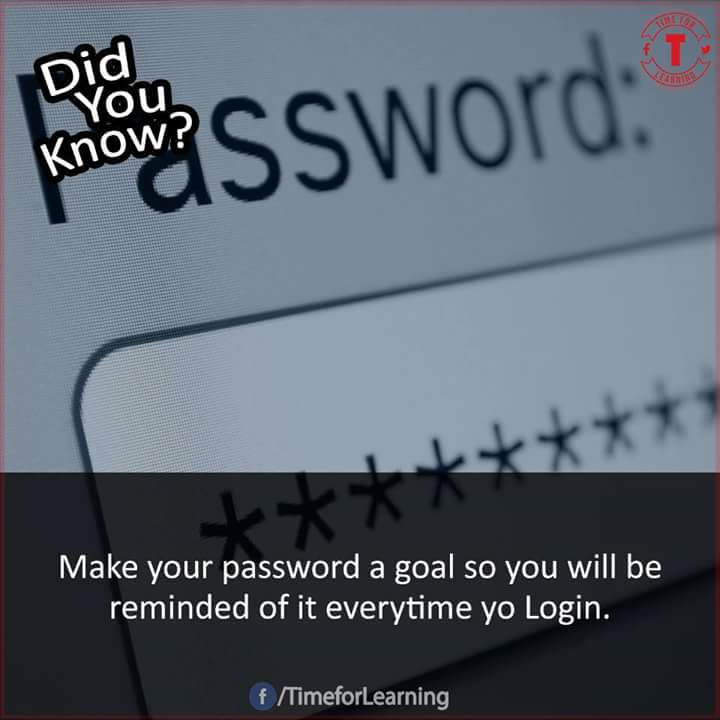 Did
You
Know?
Password:
*********
TIME FOR
T
LEARNING
Make your password a goal so you will be
reminded of it everytime yo Login.
f /TimeforLearning